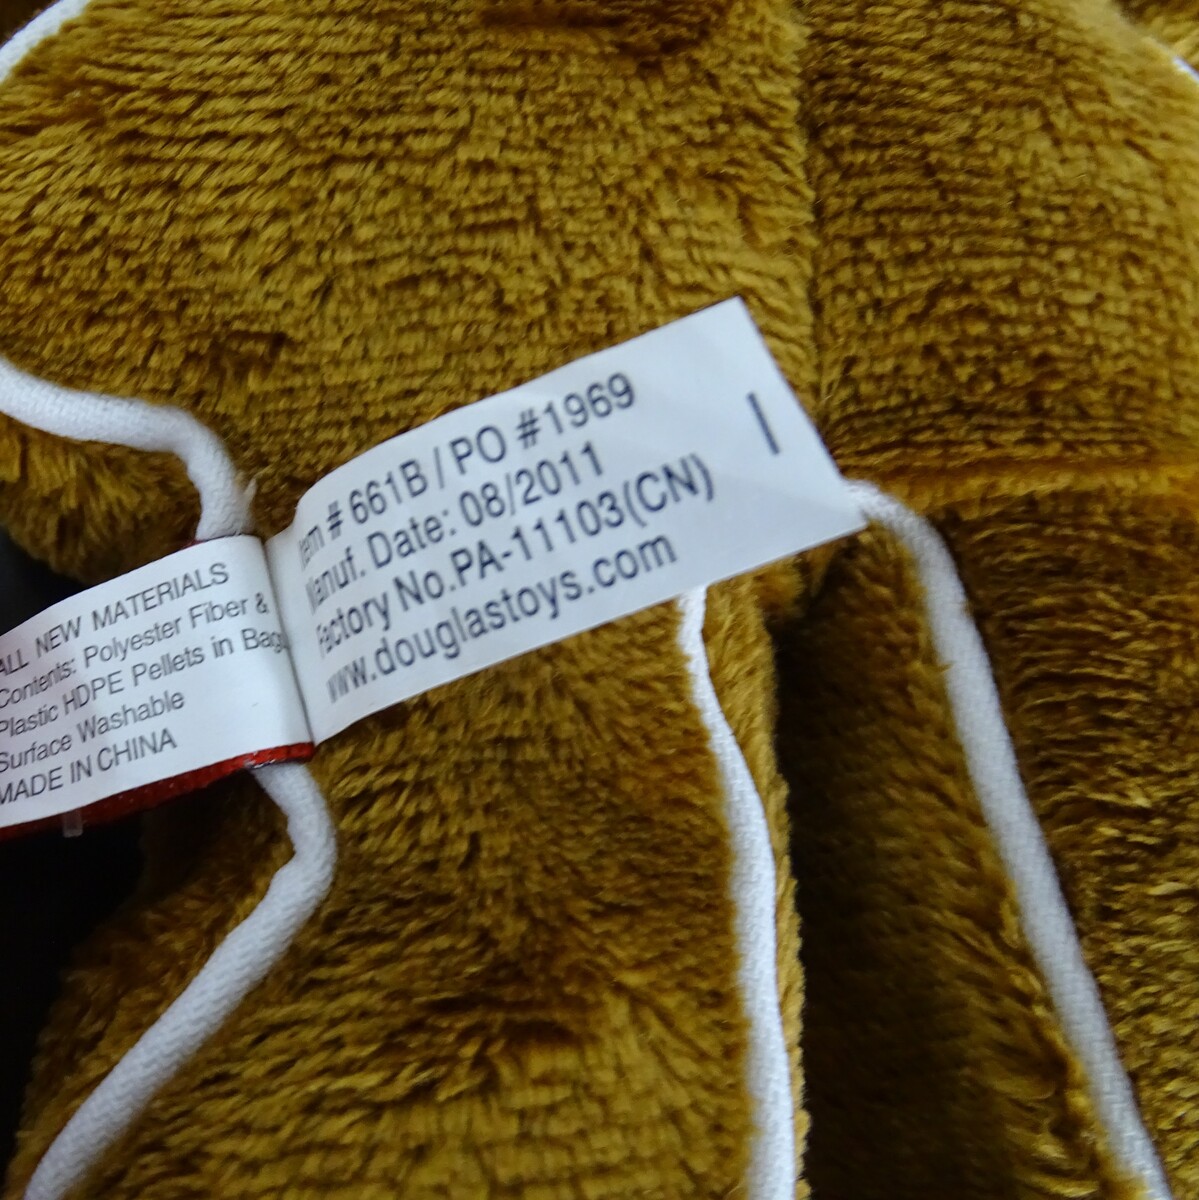 ALL NEW MATERIALS
Contents: Polyester Fiber &
Plastic HDPE Pellets in Bag
Surface Washable
MADE IN CHINA
Item # 661B / PO #1969
Manuf. Date: 08/2011
Factory No.PA-11103(CN)
www.douglastoys.com